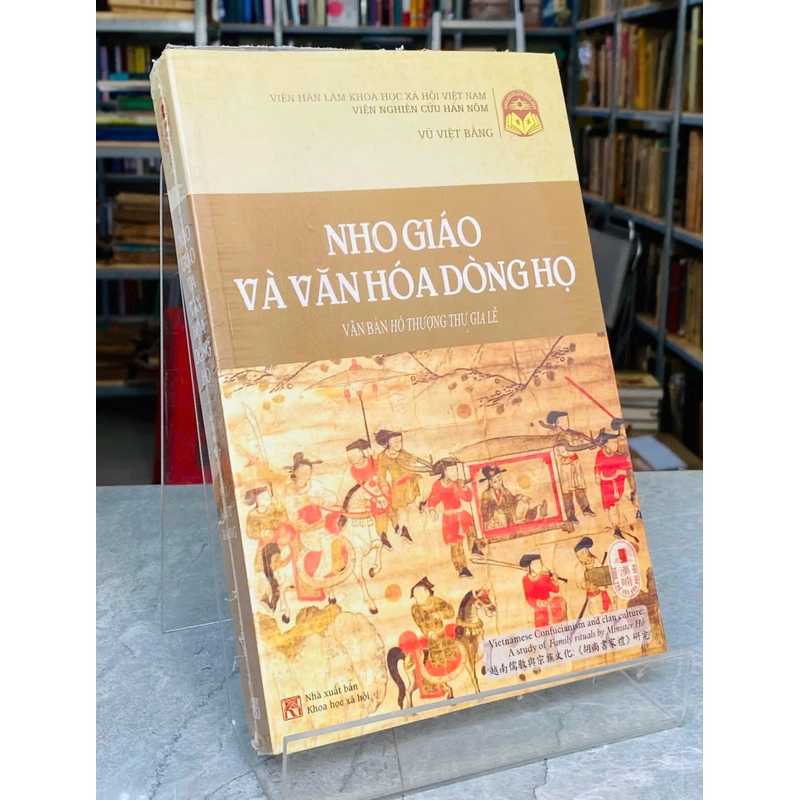 VIỆN HÀN LÂM KHOA HỌC XÃ HỘI VIỆT NAM
VIỆN NGHIÊN CỨU HÁN NÔM
VŨ VIỆT BẰNG
NHO GIÁO
VÀ VĂN HÓA DÒNG HỌ
VĂN BẢN HỒ THƯỢNG THƯ GIA LỄ
Vietnamese Confucianism and clan culture:
A study of Family rituals by Minister Hồ
越南儒教與宗族文化:《胡尚書家禮》研究
Nhà xuất bản
Khoa học xã hội
NHO
GIÁO